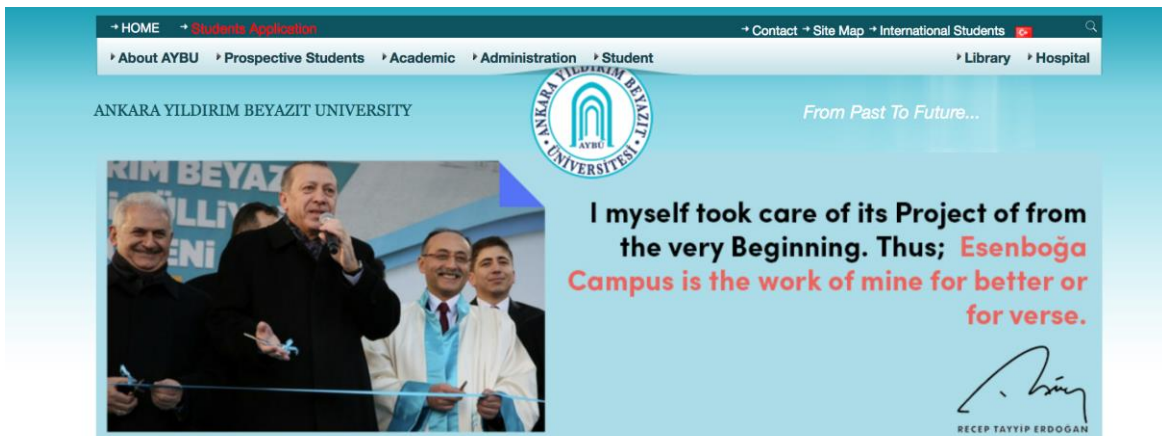 HOME Students Application Contact Site Map International Students
About AYBU Prospective Students Academic Administration Student Library Hospital
ANKARA YILDIRIM BEYAZIT UNIVERSITY
ANKARA YILDIRIM BEYAZIT ÜNİVERSİTESİ
AYBÜ
From Past To Future...
RIM BEYAZ
İ
ENİ
I myself took care of its Project of from
the very Beginning. Thus; Esenboğa
Campus is the work of mine for better or
for verse.
RECEP TAYYİP ERDOĞAN